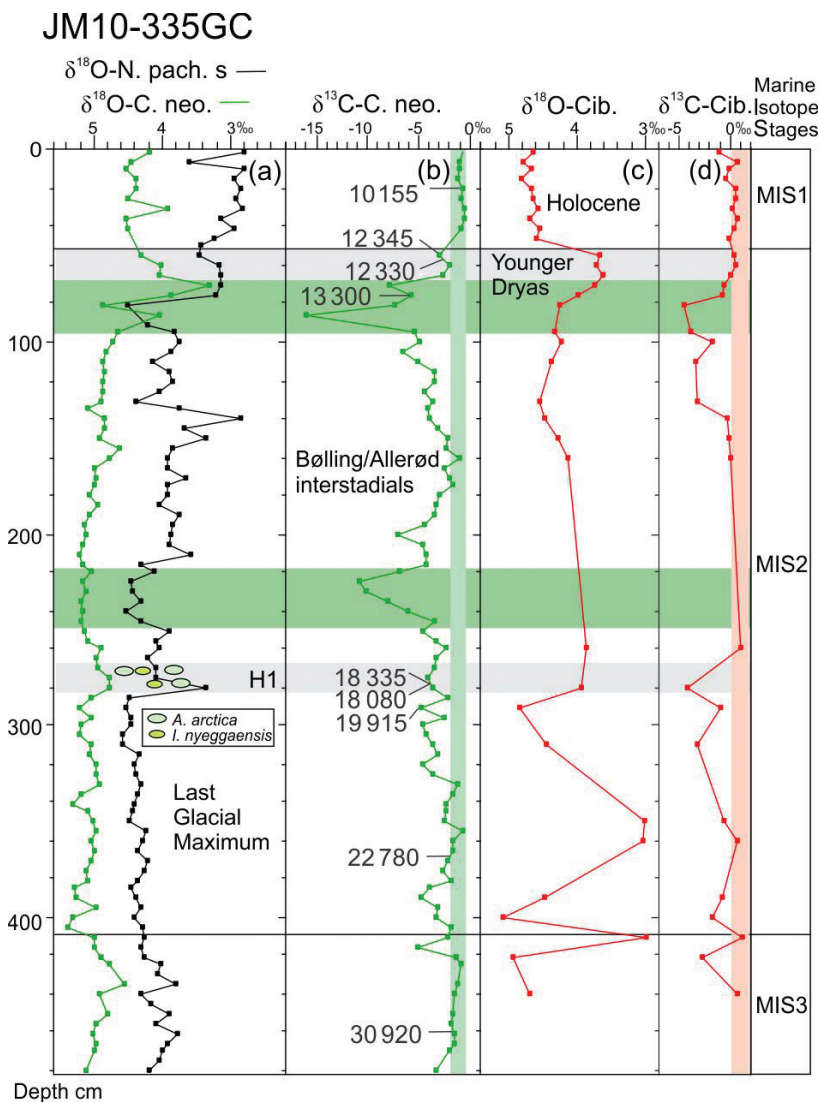 JM10-335GC
δ¹⁸O-N. pach. s
δ¹⁸O-C. neo.
δ¹³C-C. neo.
δ¹⁸O-Cib.
δ¹³C-Cib.
Marine
Isotope
Stages
5 4 3‰
-15 -10 -5 0‰
5 4 3‰
-5 0‰
0
(a)
(b)
(c)
(d)
10 155
Holocene
MIS1
12 345
12 330
Younger
Dryas
13 300
100
Bølling/Allerød
interstadials
200
MIS2
H1
18 335
18 080
19 915
A. arctica
I. nyeggaensis
300
Last
Glacial
Maximum
22 780
400
MIS3
30 920
Depth cm